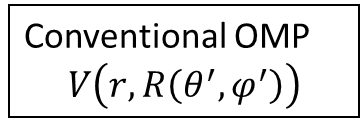 Conventional OMP
V(r, R(θ′, φ′))